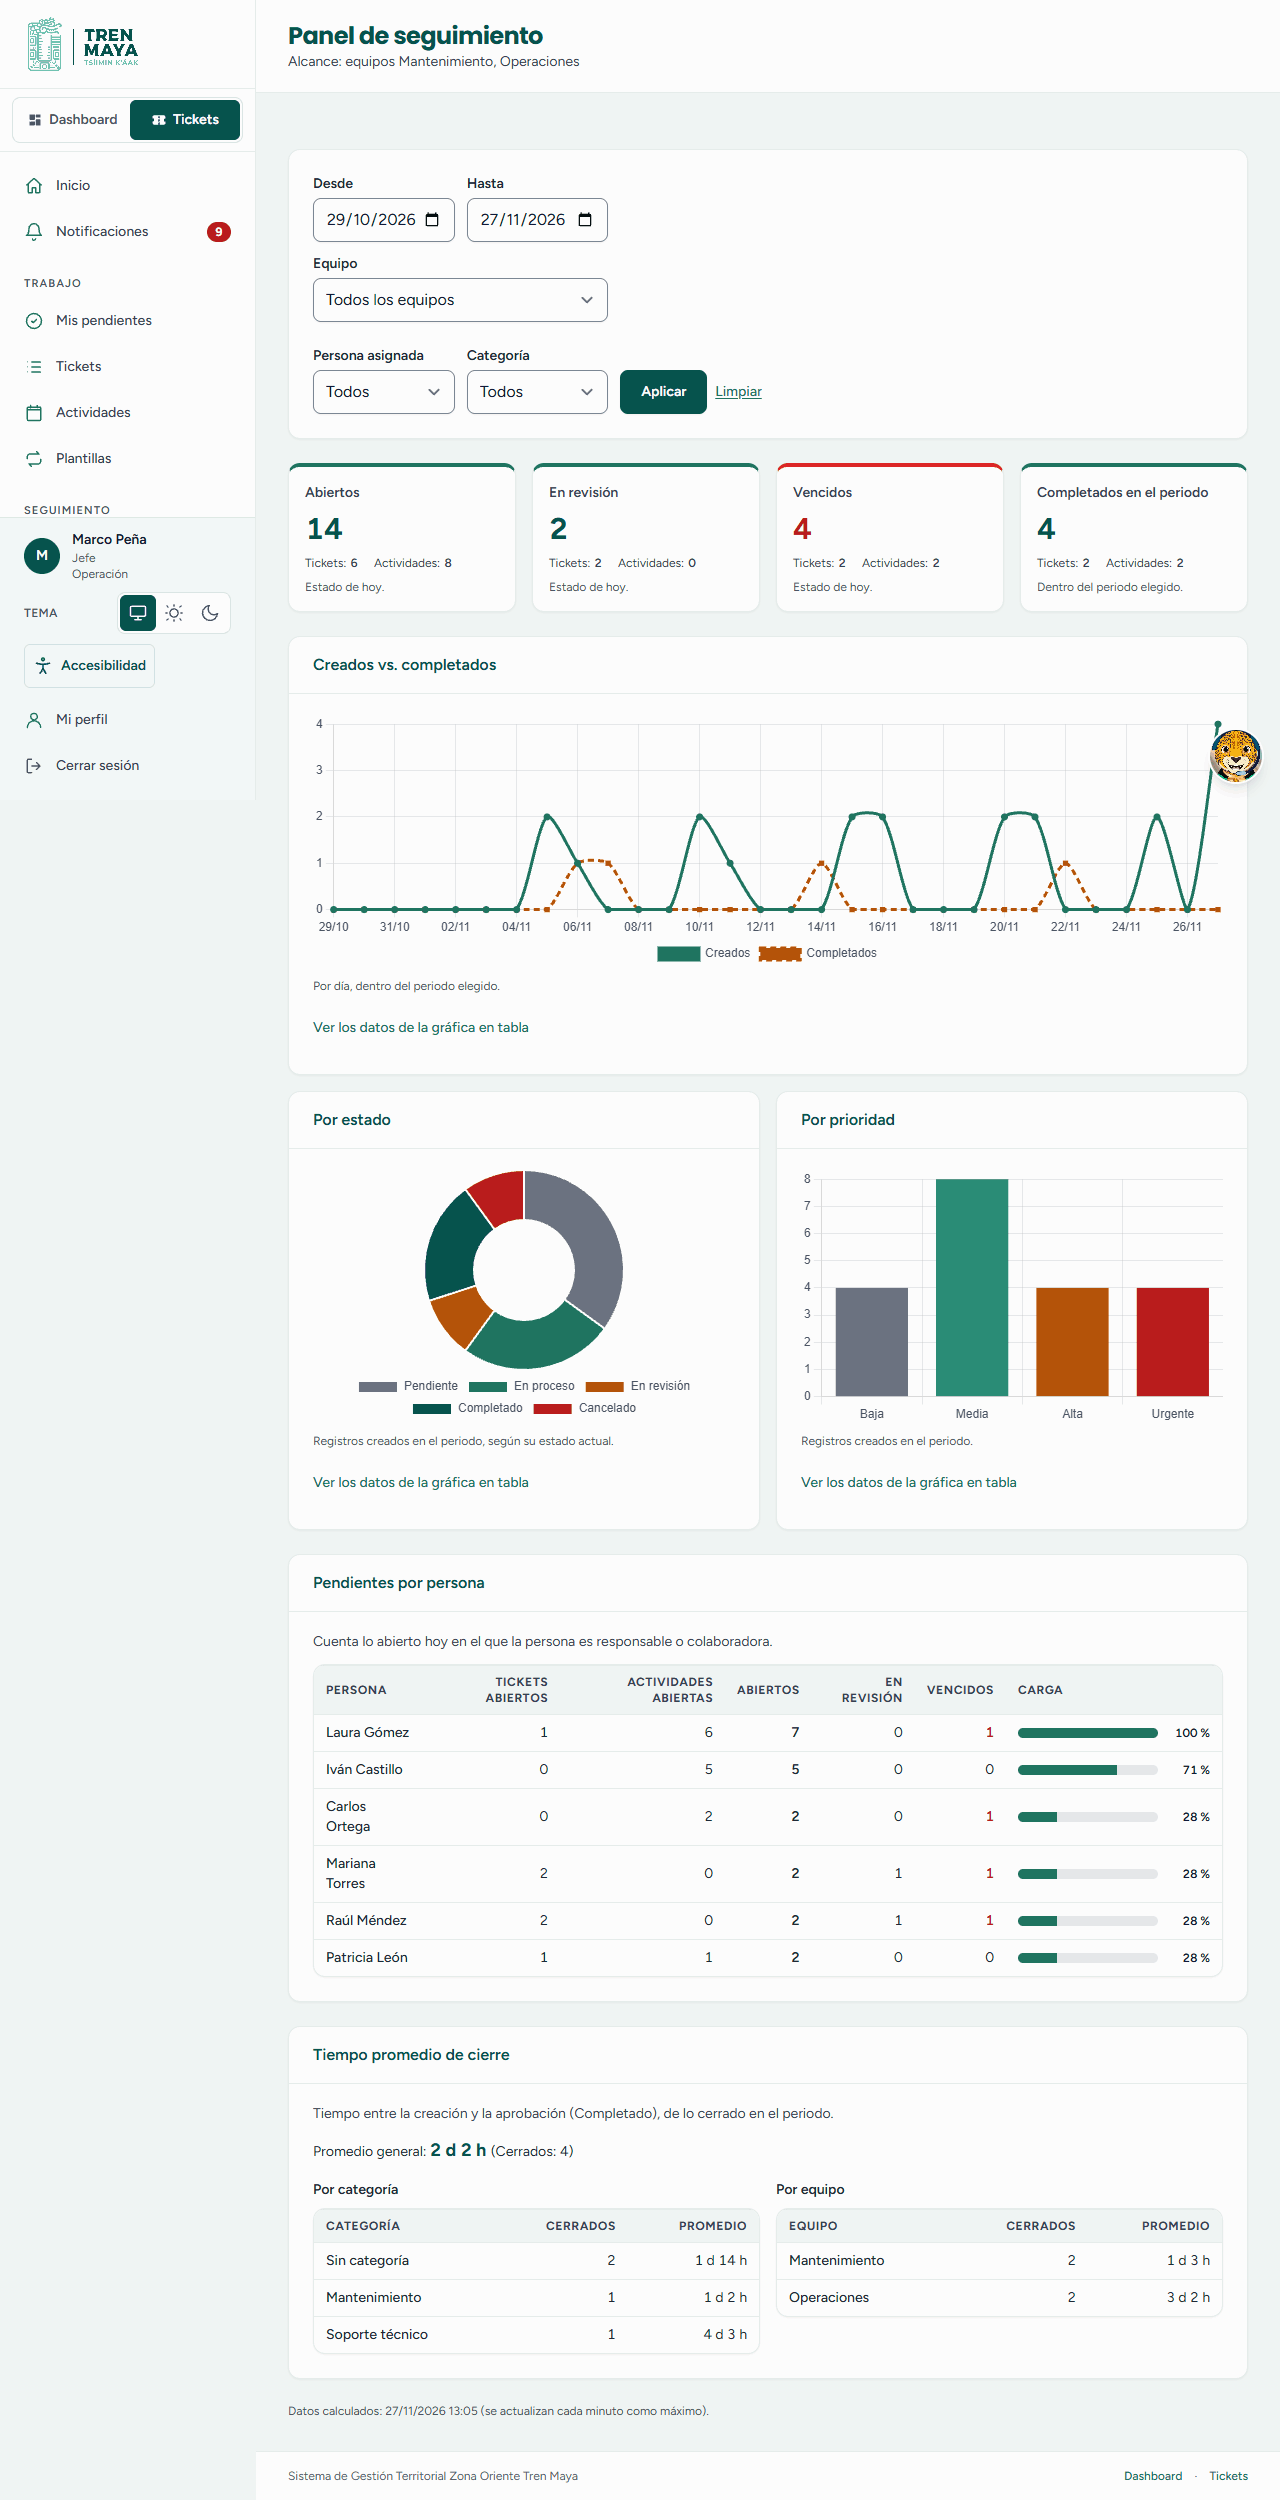 TREN
MAYA
TSÍIMIN K'ÁAK
Dashboard
Tickets
Inicio
Notificaciones
9
TRABAJO
Mis pendientes
Tickets
Actividades
Plantillas
SEGUIMIENTO
M
Marco Peña
Jefe
Operación
TEMA
Accesibilidad
Mi perfil
Cerrar sesión
Panel de seguimiento
Alcance: equipos Mantenimiento, Operaciones
Desde Hasta
29/10/2026 27/11/2026
Equipo
Todos los equipos
Persona asignada Categoría
Todos Todos Aplicar Limpiar
Abiertos
14
Tickets: 6 Actividades: 8
Estado de hoy.
En revisión
2
Tickets: 2 Actividades: 0
Estado de hoy.
Vencidos
4
Tickets: 2 Actividades: 2
Estado de hoy.
Completados en el periodo
4
Tickets: 2 Actividades: 2
Dentro del periodo elegido.
Creados vs. completados
4
3
2
1
0
29/10 31/10 02/11 04/11 06/11 08/11 10/11 12/11 14/11 16/11 18/11 20/11 22/11 24/11 26/11
Creados Completados
Por día, dentro del periodo elegido.
Ver los datos de la gráfica en tabla
Por estado
Pendiente En proceso En revisión
Completado Cancelado
Registros creados en el periodo, según su estado actual.
Ver los datos de la gráfica en tabla
Por prioridad
8
7
6
5
4
3
2
1
0
Baja Media Alta Urgente
Registros creados en el periodo.
Ver los datos de la gráfica en tabla
Pendientes por persona
Cuenta lo abierto hoy en el que la persona es responsable o colaboradora.
PERSONA TICKETS ABIERTOS ACTIVIDADES ABIERTAS ABIERTOS EN REVISIÓN VENCIDOS CARGA
Laura Gómez 1 6 7 0 1 100 %
Iván Castillo 0 5 5 0 0 71 %
Carlos Ortega 0 2 2 0 1 28 %
Mariana Torres 2 0 2 1 1 28 %
Raúl Méndez 2 0 2 1 1 28 %
Patricia León 1 1 2 0 0 28 %
Tiempo promedio de cierre
Tiempo entre la creación y la aprobación (Completado), de lo cerrado en el periodo.
Promedio general: 2 d 2 h (Cerrados: 4)
Por categoría
CATEGORÍA CERRADOS PROMEDIO
Sin categoría 2 1 d 14 h
Mantenimiento 1 1 d 2 h
Soporte técnico 1 4 d 3 h
Por equipo
EQUIPO CERRADOS PROMEDIO
Mantenimiento 2 1 d 3 h
Operaciones 2 3 d 2 h
Datos calculados: 27/11/2026 13:05 (se actualizan cada minuto como máximo).
Sistema de Gestión Territorial Zona Oriente Tren Maya
Dashboard · Tickets